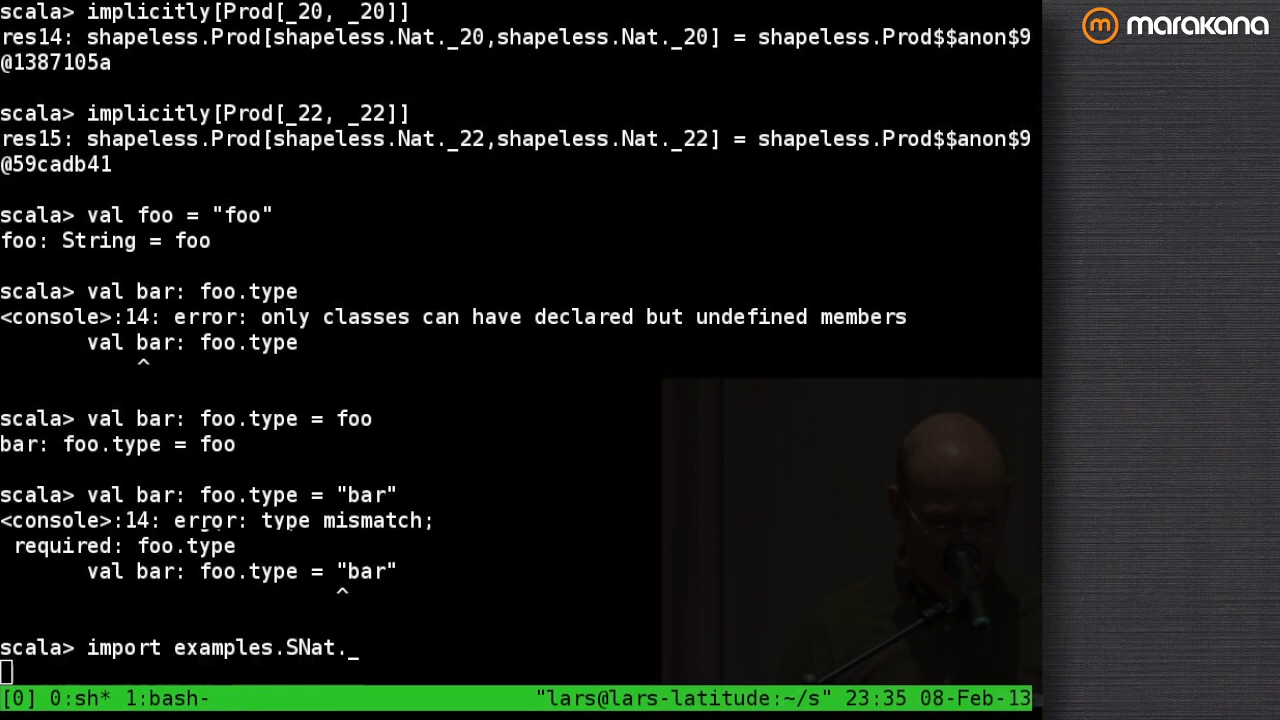 scala> implicitly[Prod[_20, _20]]
res14: shapeless.Prod[shapeless.Nat._20,shapeless.Nat._20] = shapeless.Prod$$anon$9
@1387105a
scala> implicitly[Prod[_22, _22]]
res15: shapeless.Prod[shapeless.Nat._22,shapeless.Nat._22] = shapeless.Prod$$anon$9
@59cadb41
scala> val foo = "foo"
foo: String = foo
scala> val bar: foo.type
<console>:14: error: only classes can have declared but undefined members
       val bar: foo.type
           ^
scala> val bar: foo.type = foo
bar: foo.type = foo
scala> val bar: foo.type = "bar"
<console>:14: error: type mismatch;
 required: foo.type
       val bar: foo.type = "bar"
                           ^
scala> import examples.SNat._
[0] 0:sh* 1:bash- "lars@lars-latitude:~/s" 23:35 08-Feb-13
m marakana